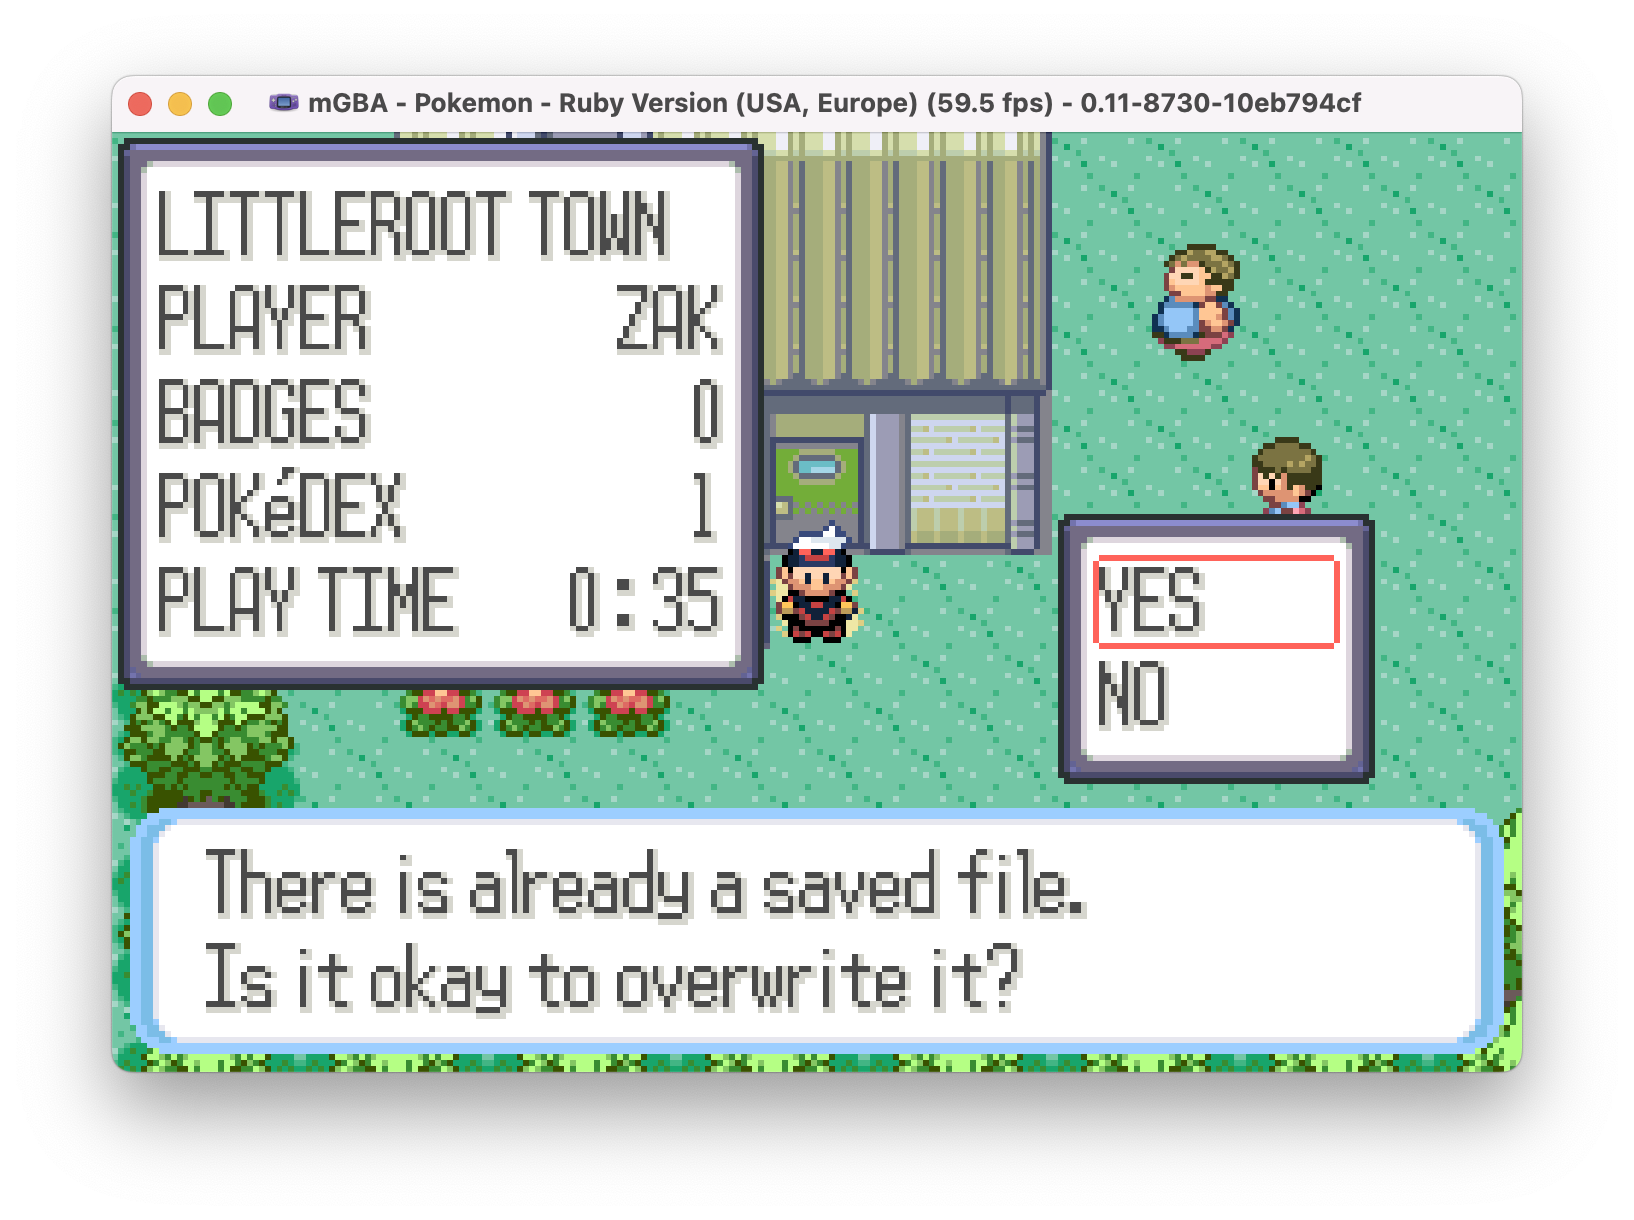 mGBA - Pokemon - Ruby Version (USA, Europe) (59.5 fps) - 0.11-8730-10eb794cf
LITTLEROOT TOWN
PLAYER ZAK
BADGES 0
POKéDEX 1
PLAY TIME 0:35
YES
NO
There is already a saved file.
Is it okay to overwrite it?